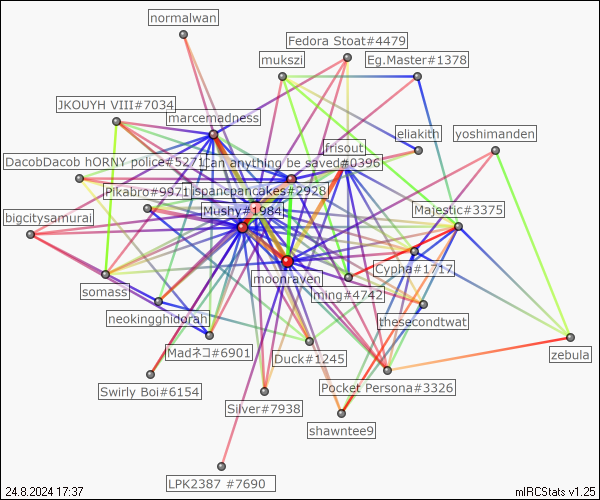 normalwan
Fedora Stoat#4479
mukszi
Eg.Master#1378
JKOUYH VIII#7034
marcemadness
eliakith
yoshimanden
frisout
DacobDacob hORNY police#5271
Can anything be saved#0396
Pikabro#9971
ispancpancakes#2928
bigcitysamurai
Mushy#1984
Majestic#3375
Cypha#1717
moonraven
somass
ming#4742
neokingghidorah
thesecondtwat
Madネコ#6901
Duck#1245
zebula
Swirly Boi#6154
Pocket Persona#3326
Silver#7938
shawntee9
LPK2387 #7690
24.8.2024 17:37
mIRCStats v1.25